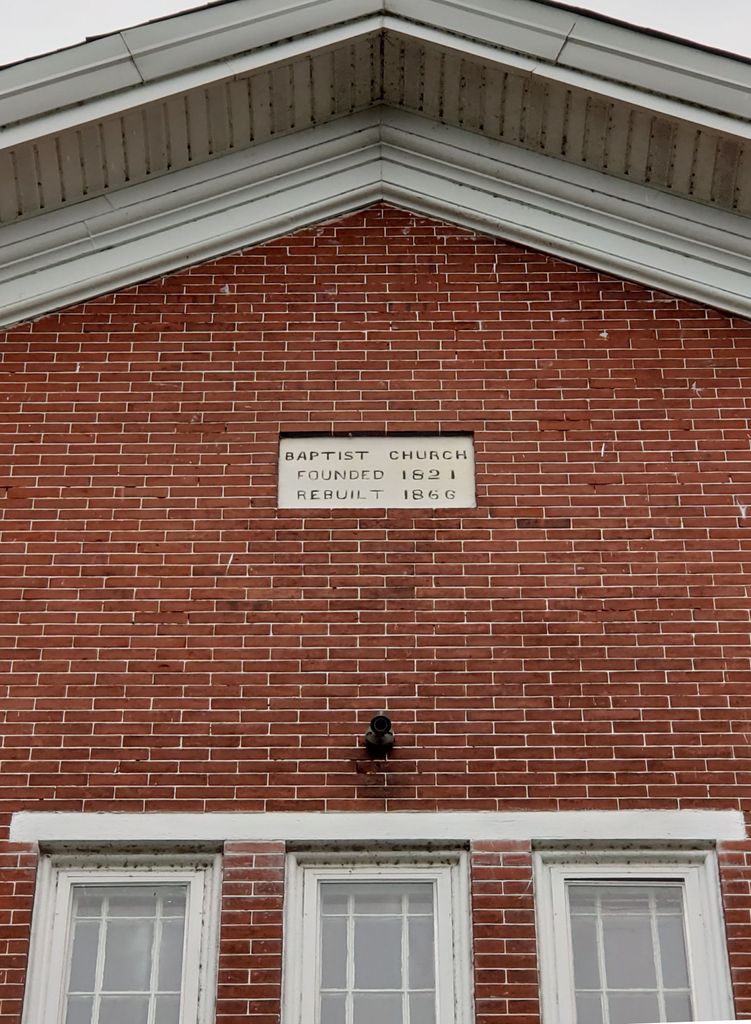 BAPTIST CHURCH
FOUNDED 1821
REBUILT 1866